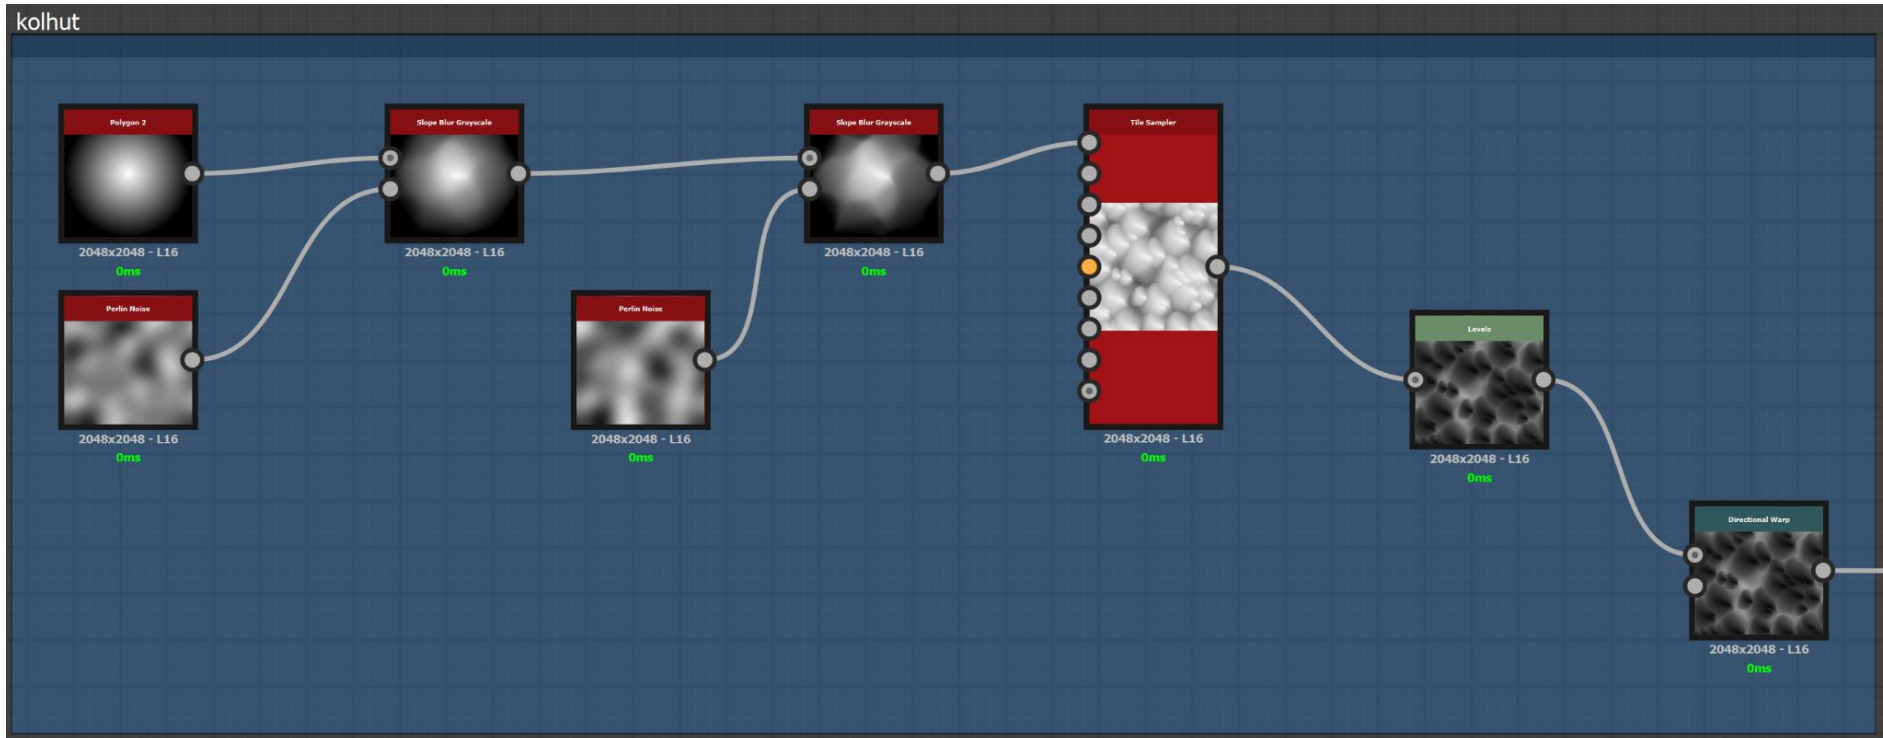 kolhut
Polygon 2
2048x2048 - L16
0ms
Slope Blur Grayscale
2048x2048 - L16
0ms
Slope Blur Grayscale
2048x2048 - L16
0ms
Tile Sampler
2048x2048 - L16
0ms
Perlin Noise
2048x2048 - L16
0ms
Perlin Noise
2048x2048 - L16
0ms
Levels
2048x2048 - L16
0ms
Directional Warp
2048x2048 - L16
0ms